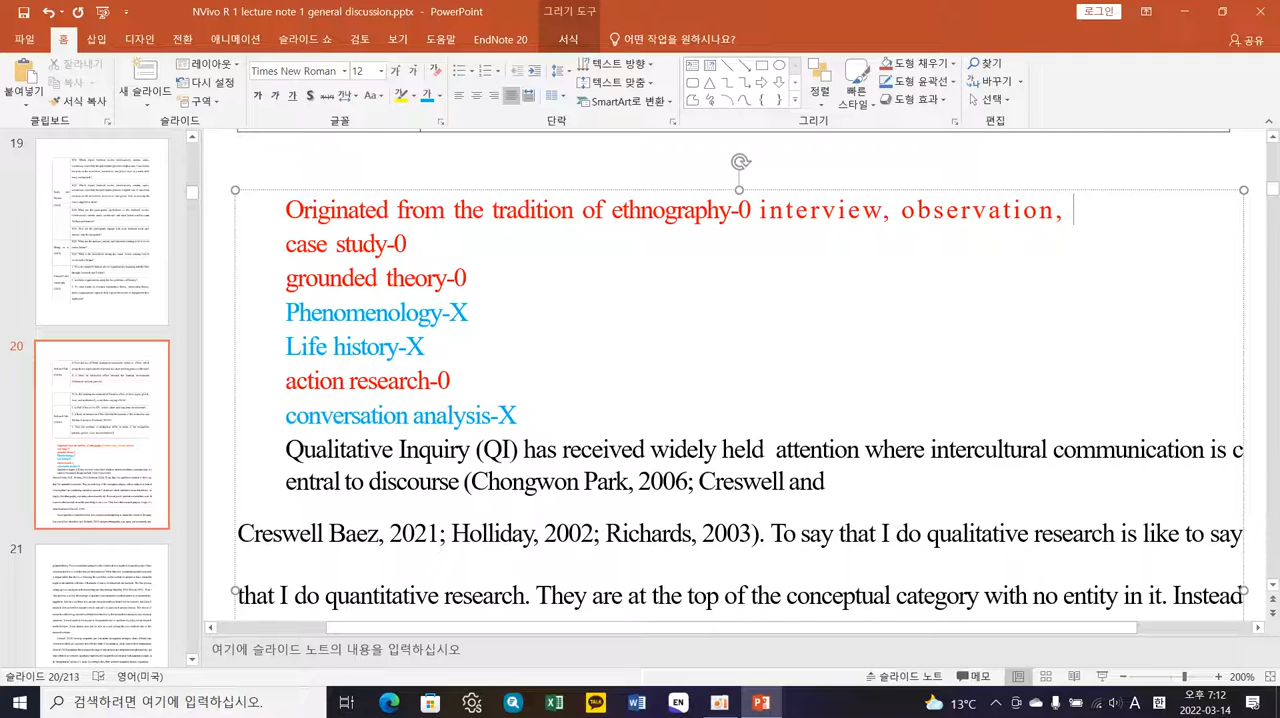 NVivo R 1 lecture note 1 discussion - PowerPoint
그리기 도구
로그인
파일 홈 삽입 디자인 전환 애니메이션 슬라이드 쇼 검토 보기 도움말 EndNote 20 서식 어떤 작업을 원하시나요? 공유
붙여넣기
잘라내기
복사
서식 복사
클립보드
새 슬라이드
레이아웃
다시 설정
구역
슬라이드
Times New Roman 12
가 가 가 S 가나다 간 Aa 가 가
글꼴
텍스트 방향
텍스트 맞춤
SmartArt로 변환
단락
정렬
빠른 스타일
도형 채우기
도형 윤곽선
도형 효과
그리기
찾기
바꾸기
선택
편집
19
20
21
Originated from the tradition of ethnography-0 interview, observation,
case study-0
grounded theory-0
Phenomenology-X
Life history-X
action research-0
conversation analysis-X
Quantitative Inquiry (QI) has received widely heated attention where intercultural communication is c
entral to discourse (Chongwon Park, 2006; Creswell and
Creswell Baez, 2021; Holliday, 2002; Richards, 2003). To say that I do qualitative research is like to say
that I do quantitative research. They are at the top of the conceptual category with no entity in it. Instead
여기에 슬라이드 노트의 내용을 입력하십시오
슬라이드 20/213 영어(미국) 슬라이드 노트 메모 200%
검색하려면 여기에 입력하십시오. TALK EN 13°C 오후 7:12
2022-03-14